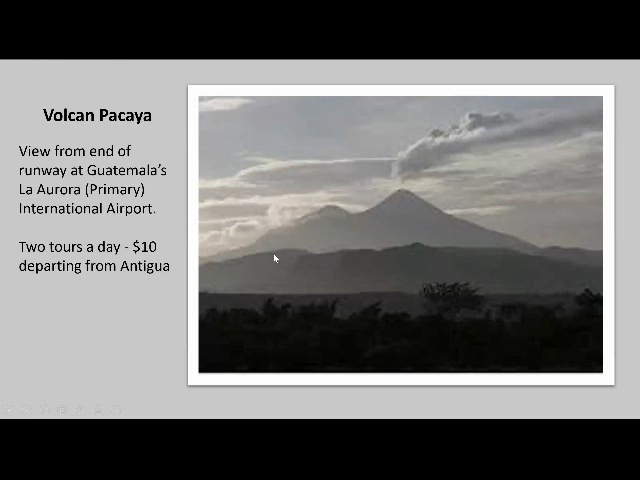 Volcan Pacaya
View from end of
runway at Guatemala’s
La Aurora (Primary)
International Airport.
Two tours a day - $10
departing from Antigua